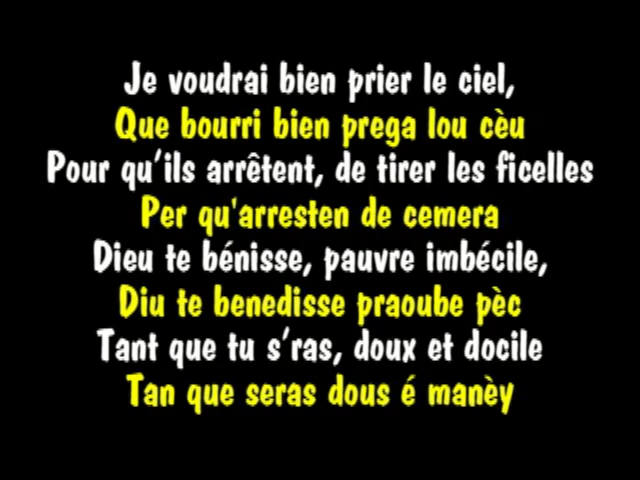 Je voudrai bien prier le ciel,
Que bourri bien prega lou cèu
Pour qu’ils arrêtent, de tirer les ficelles
Per qu'arresten de cemera
Dieu te bénisse, pauvre imbécile,
Diu te benedisse praoube pèc
Tant que tu s’ras, doux et docile
Tan que seras dous é manèy